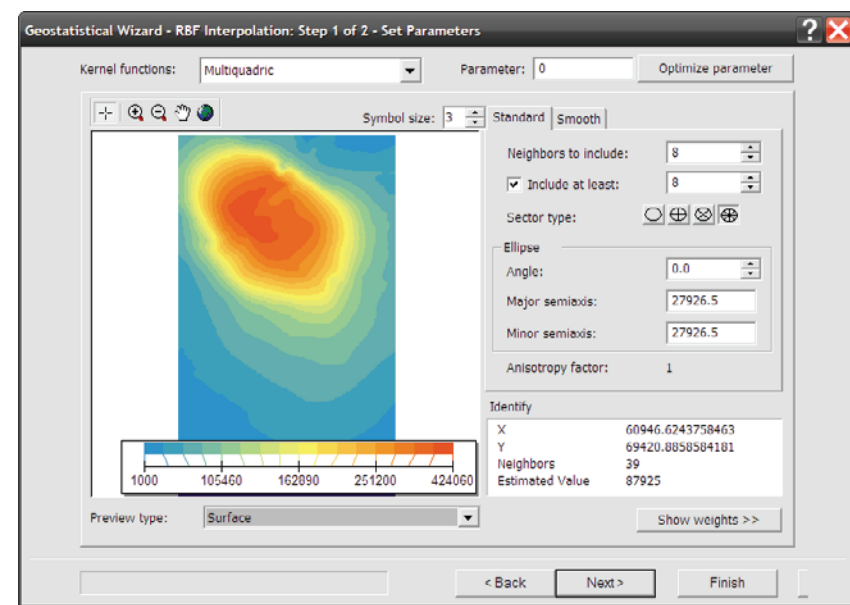 Geostatistical Wizard - RBF Interpolation: Step 1 of 2 - Set Parameters ?
Kernel functions: Multiquadric Parameter: 0 Optimize parameter
Symbol size: 3 Standard Smooth
Neighbors to include: 8
Include at least: 8
Sector type:
Ellipse
Angle: 0.0
Major semiaxis: 27926.5
Minor semiaxis: 27926.5
Anisotropy factor: 1
Identify
X 60946.6243758463
Y 69420.8858584181
Neighbors 39
Estimated Value 87925
1000 105460 162890 251200 424060
Preview type: Surface Show weights >>
< Back Next > Finish